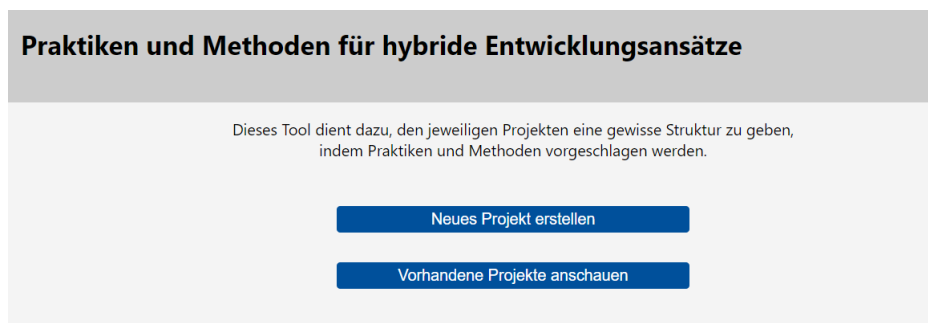 Praktiken und Methoden für hybride Entwicklungsansätze
Dieses Tool dient dazu, den jeweiligen Projekten eine gewisse Struktur zu geben,
indem Praktiken und Methoden vorgeschlagen werden.
Neues Projekt erstellen
Vorhandene Projekte anschauen